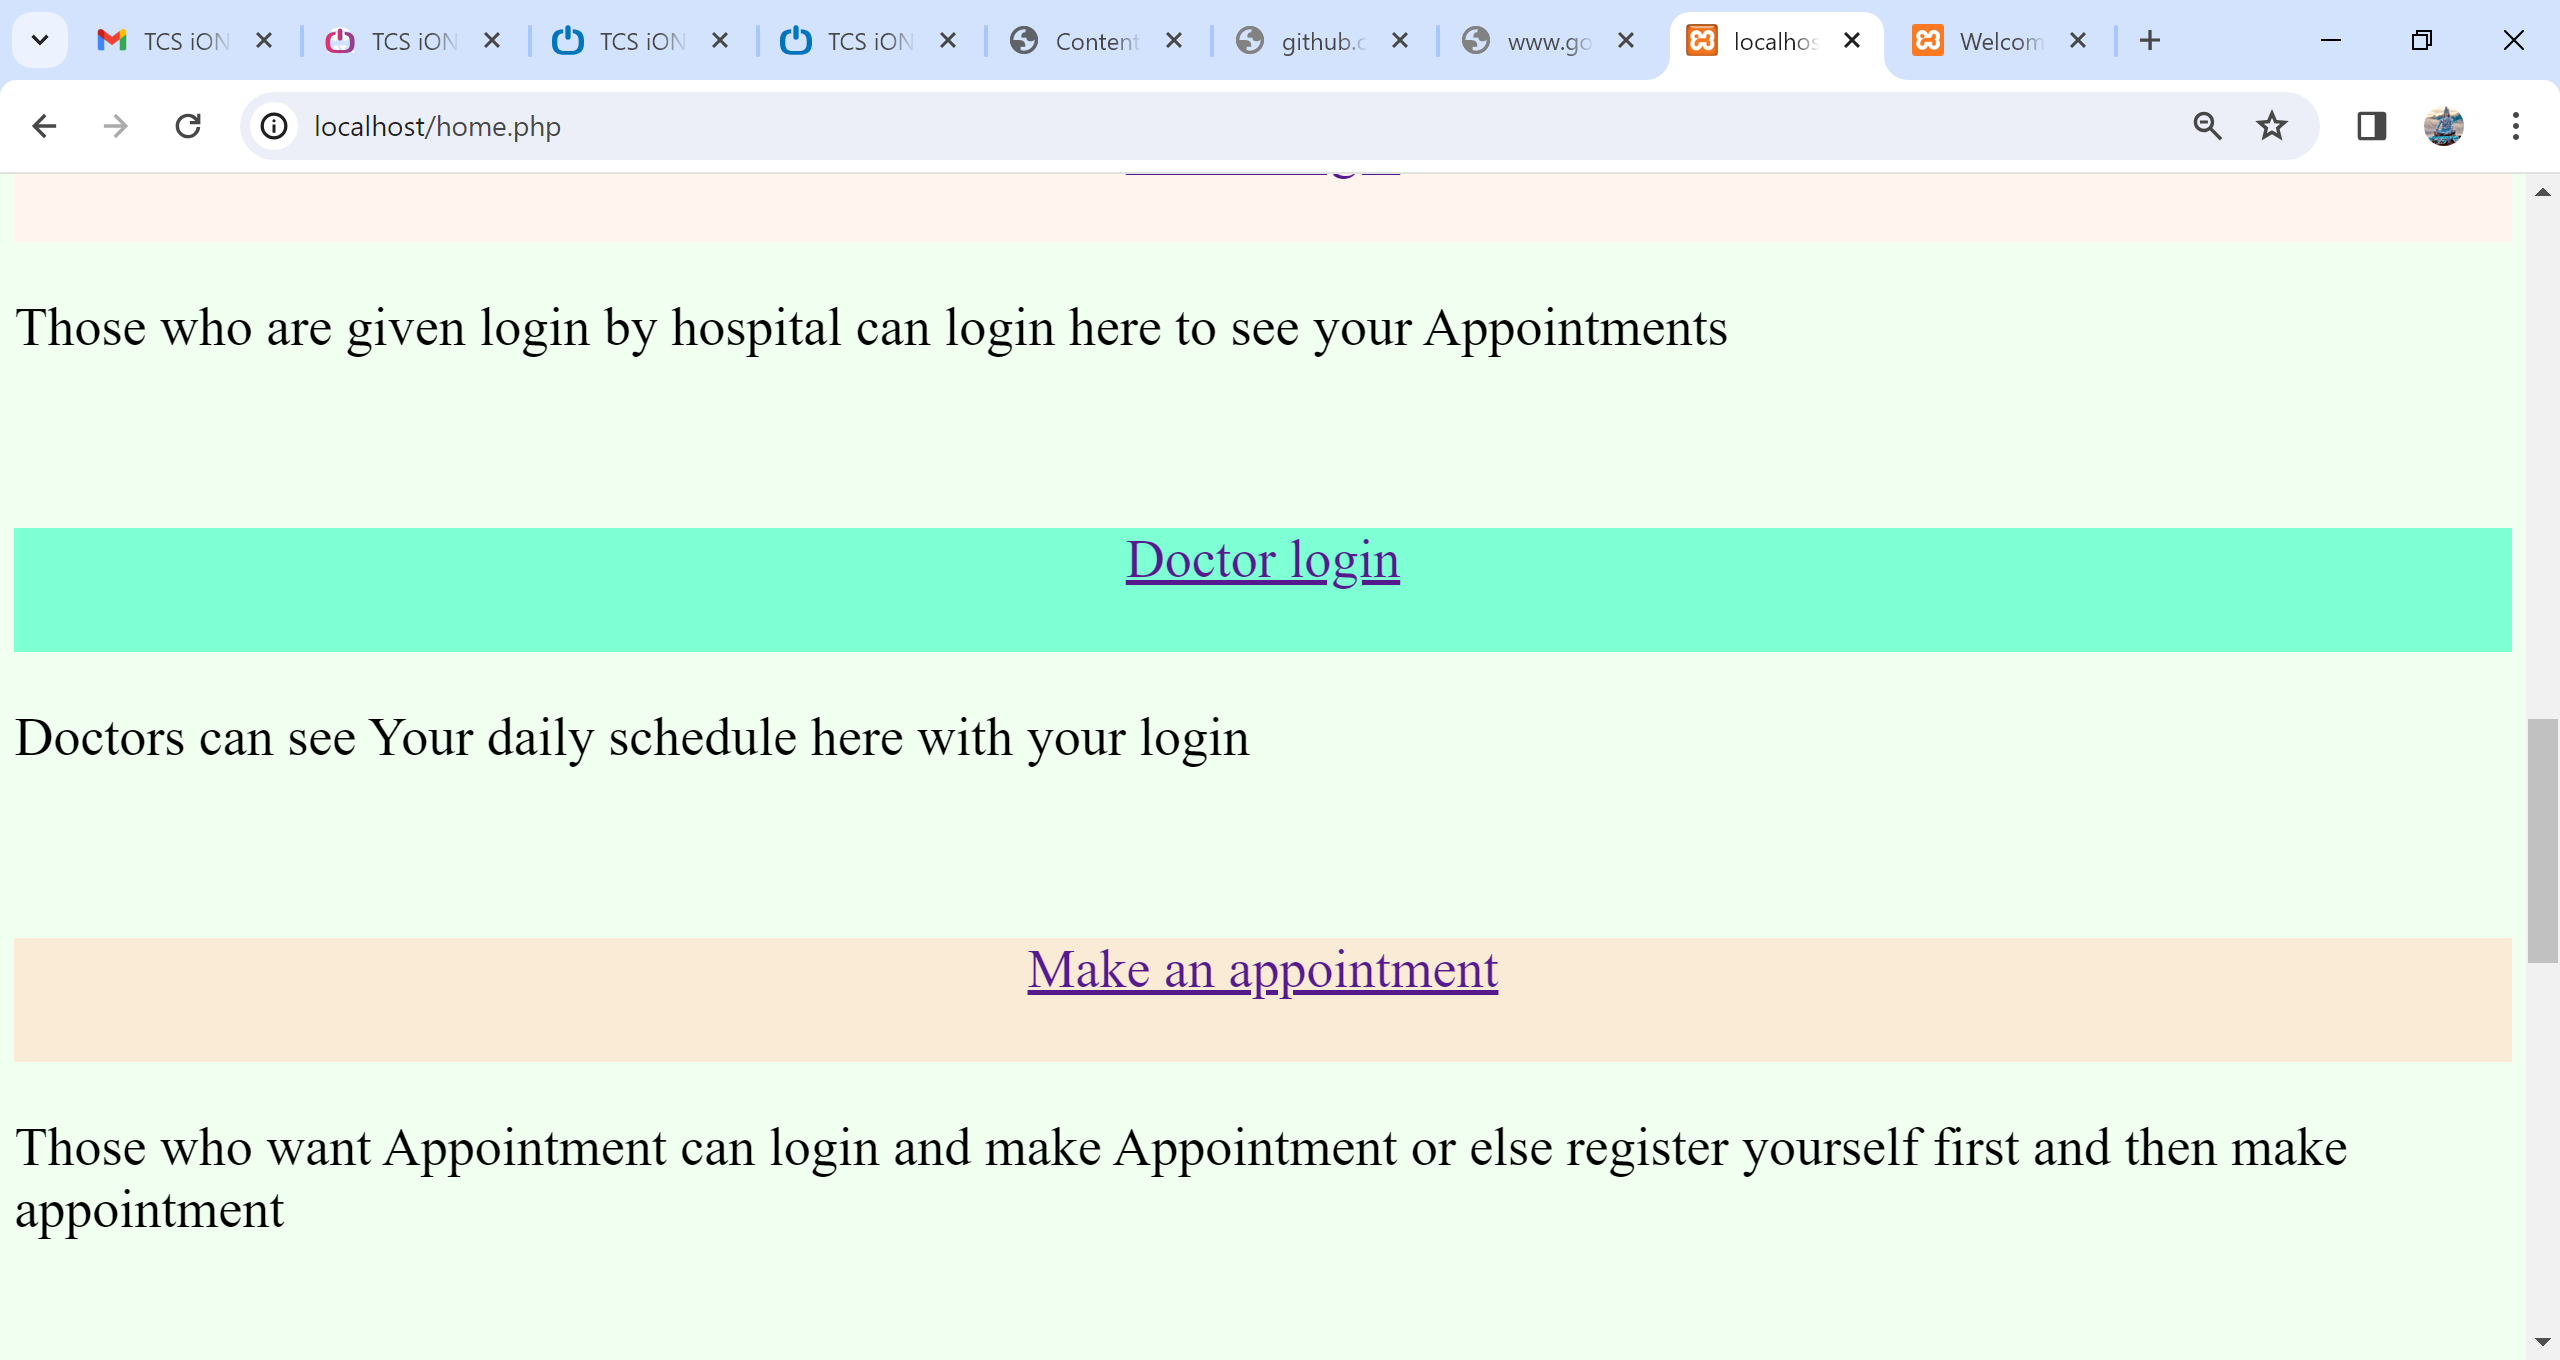 TCS iON
TCS iON
TCS iON
TCS iON
Content
github.c
www.go
localhos
Welcom
localhost/home.php
Those who are given login by hospital can login here to see your Appointments
Doctor login
Doctors can see Your daily schedule here with your login
Make an appointment
Those who want Appointment can login and make Appointment or else register yourself first and then make
appointment